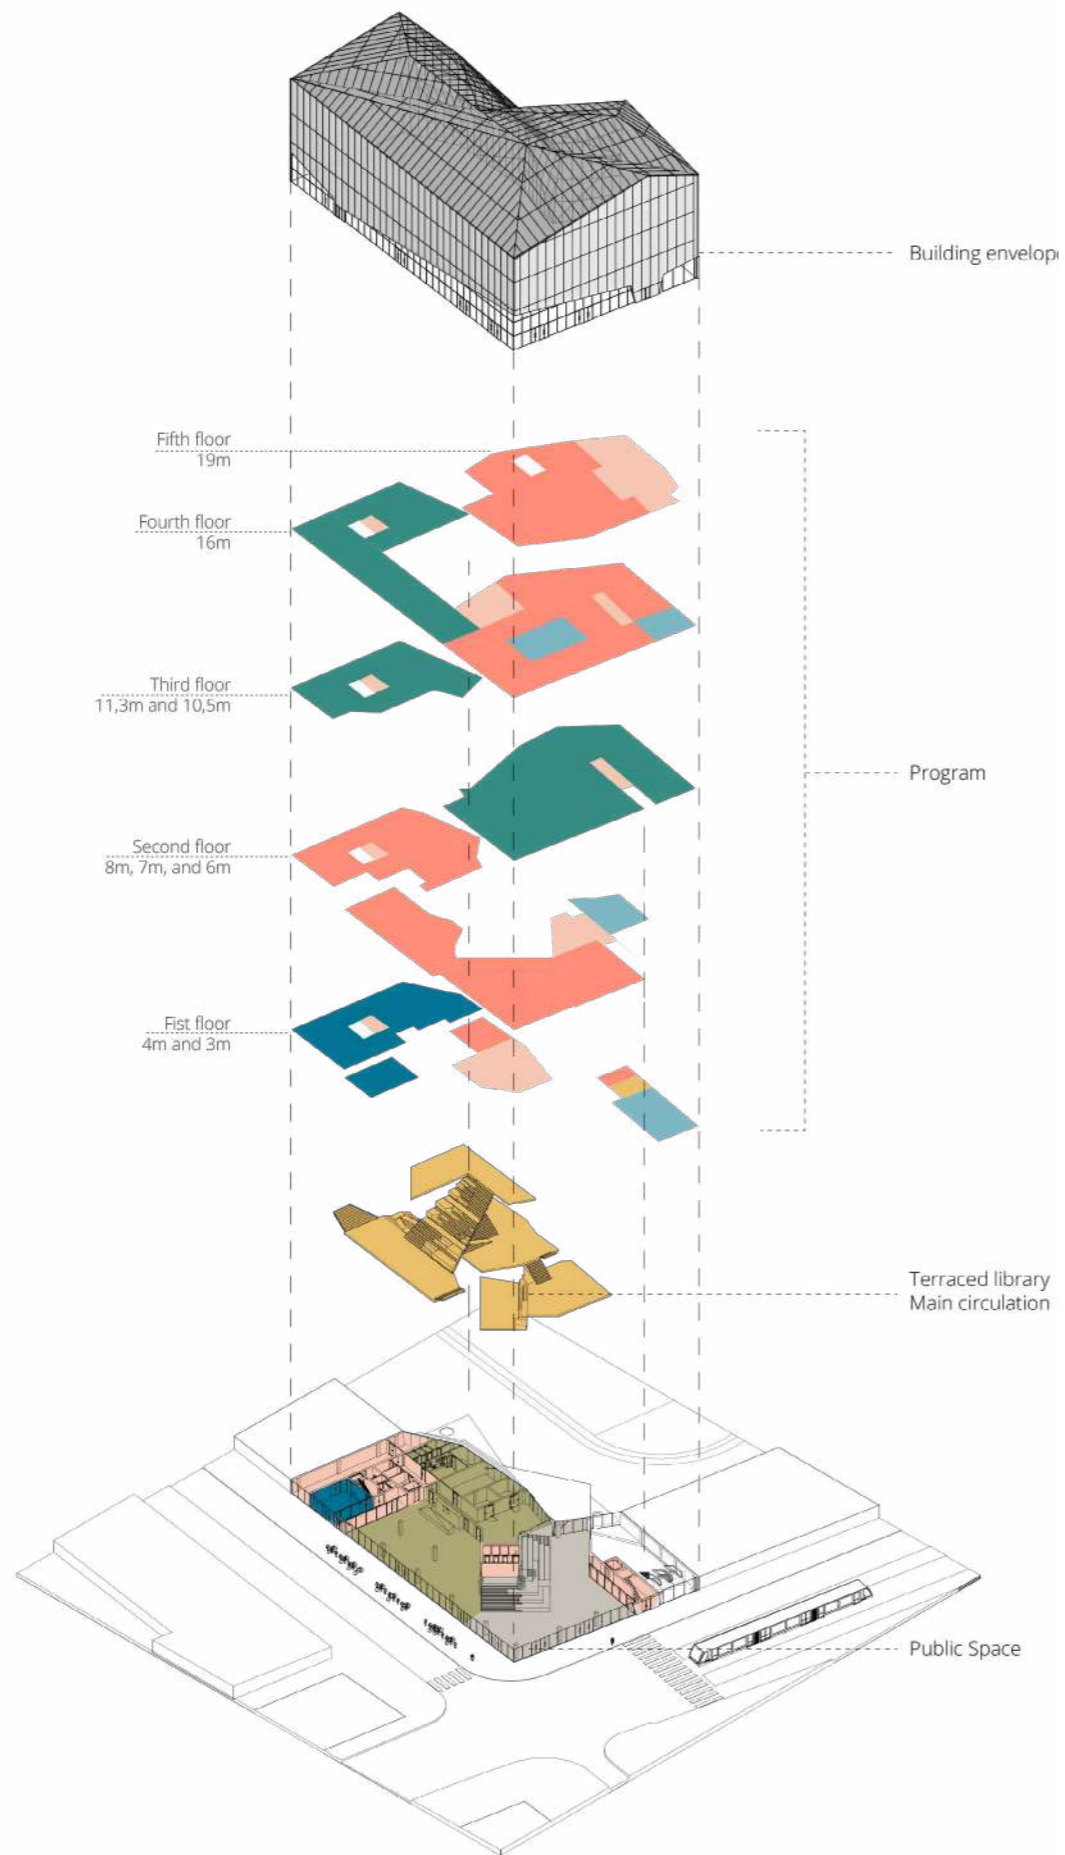 Building envelop
Fifth floor
19m
Fourth floor
16m
Third floor
11,3m and 10,5m
Program
Second floor
8m, 7m, and 6m
Fist floor
4m and 3m
Terraced library
Main circulation
Public Space